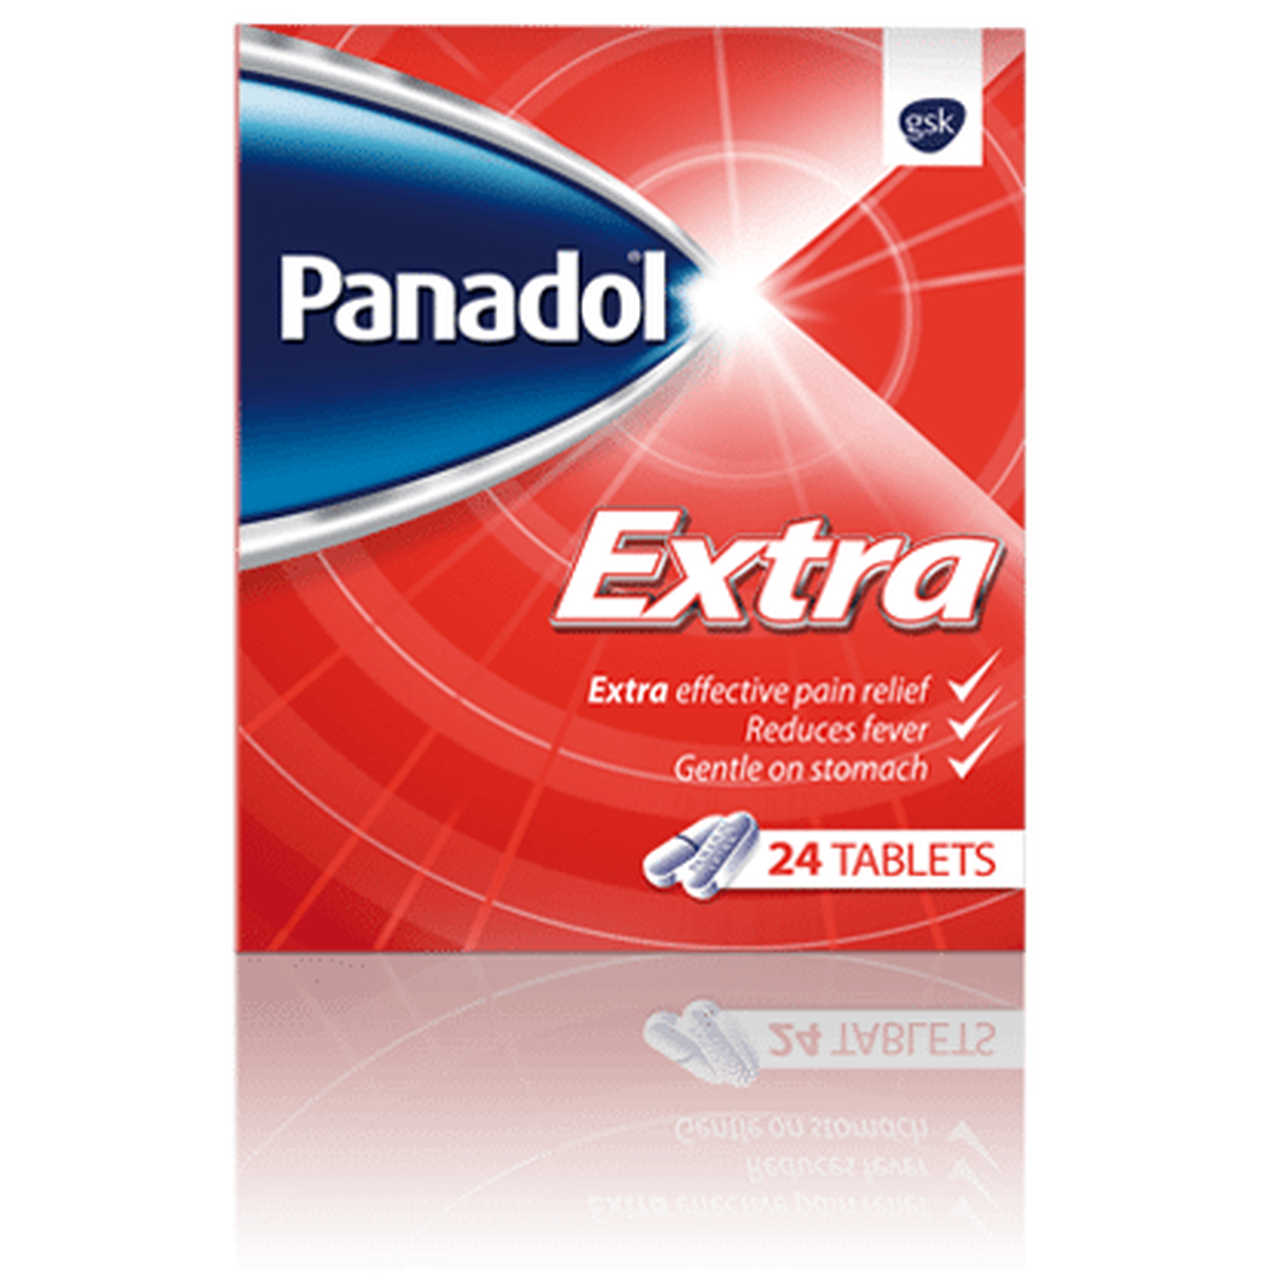 gsk
Panadol®
Extra
Extra effective pain relief
Reduces fever
Gentle on stomach
24 TABLETS